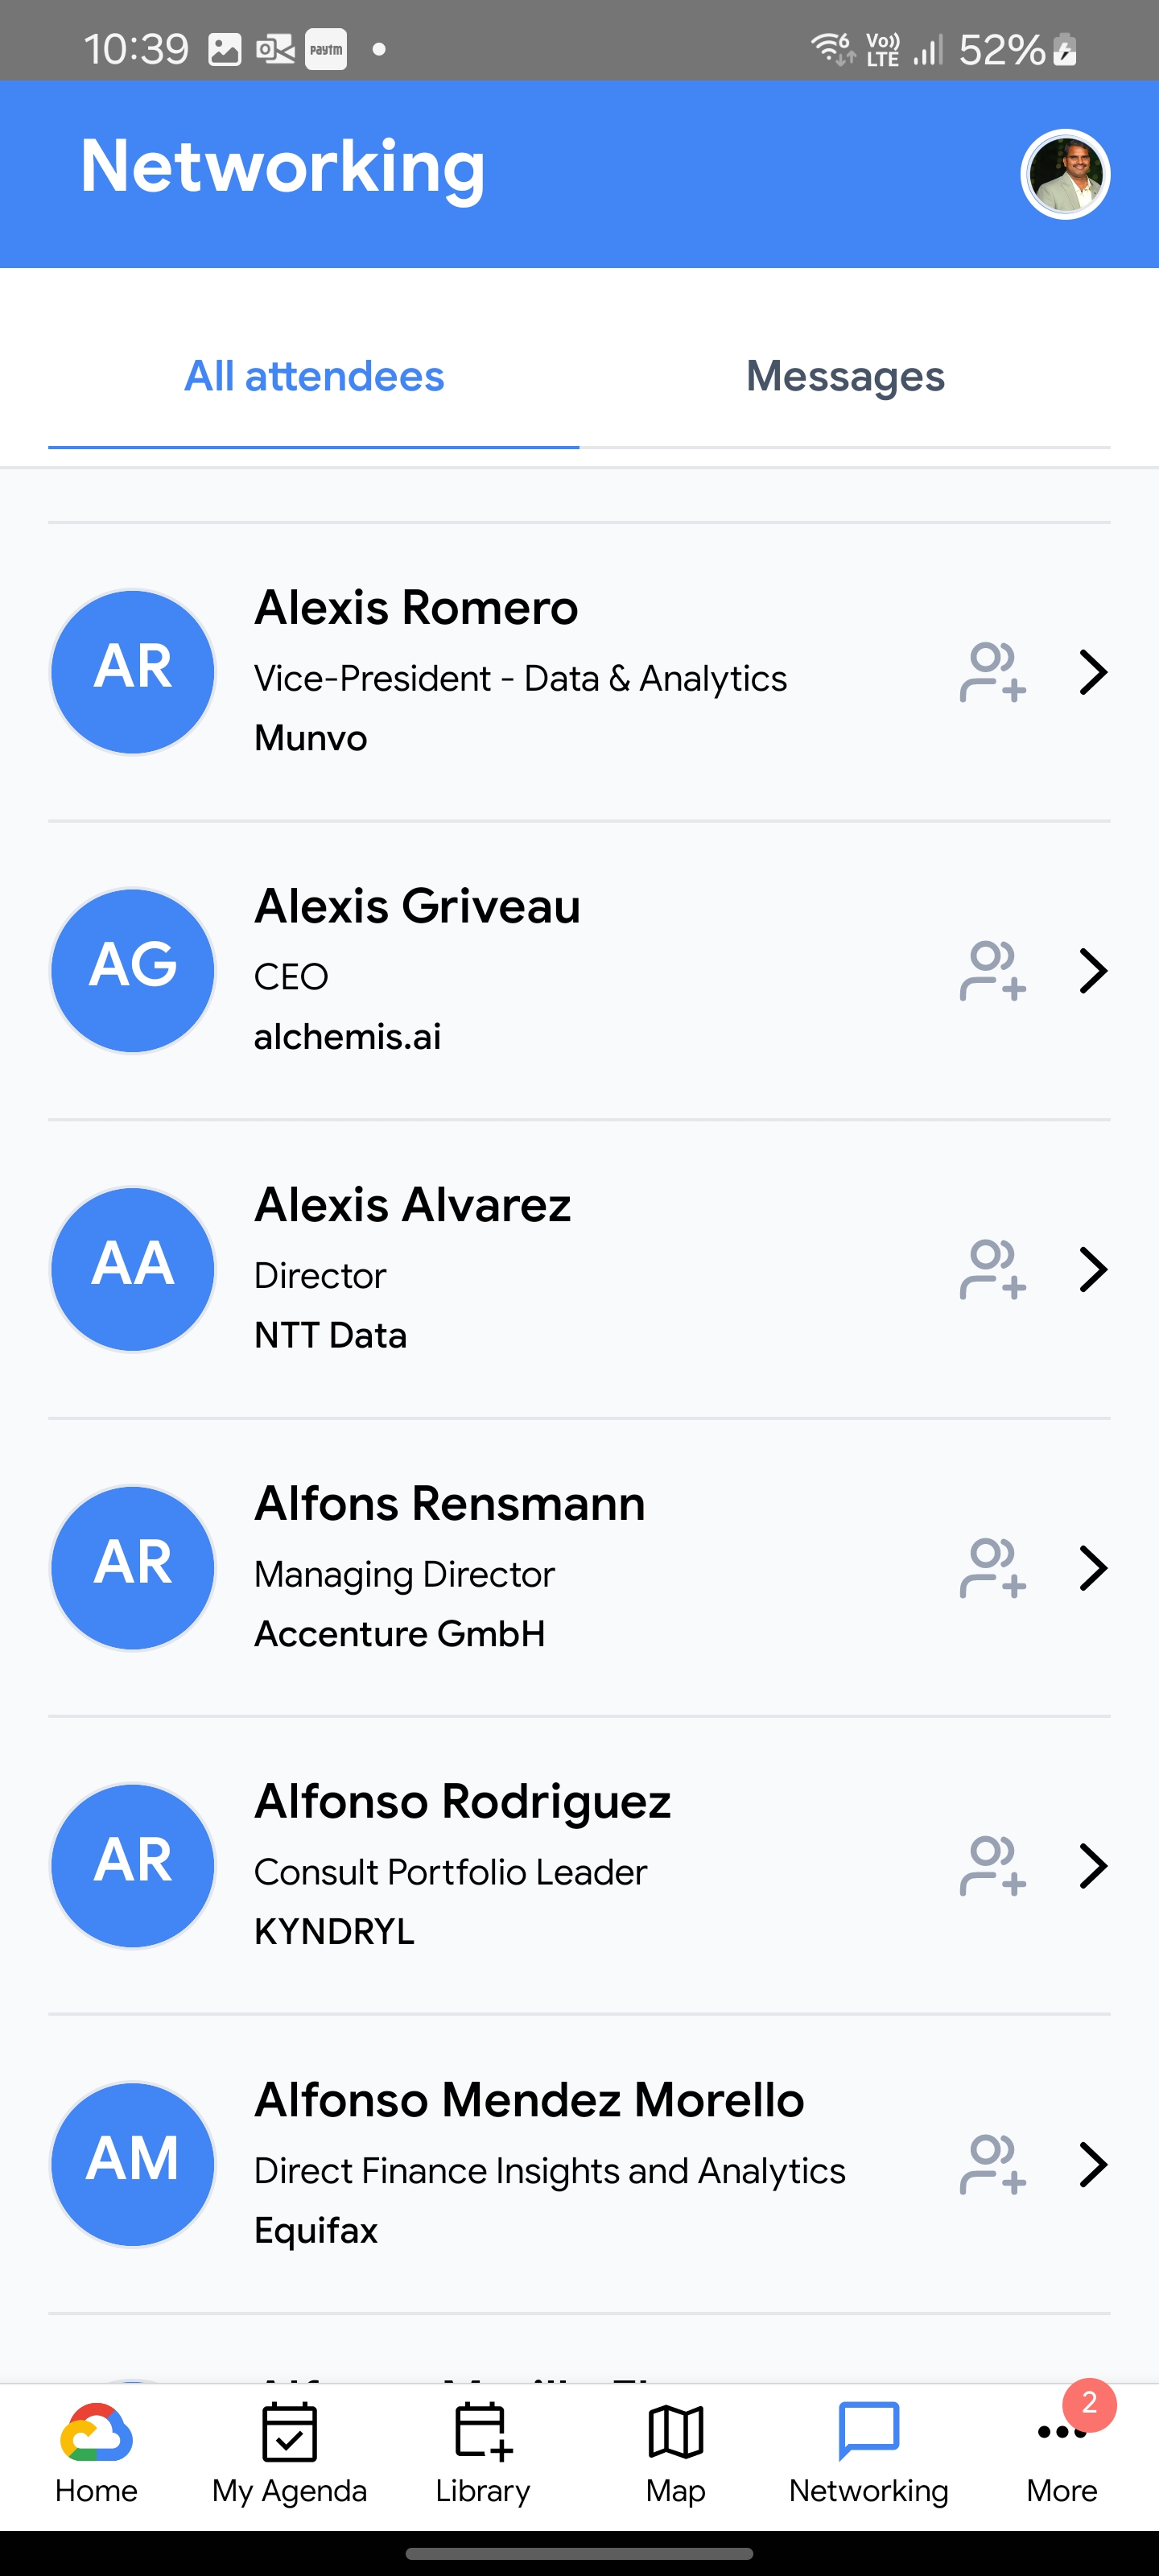 10:39 paytm Vo)) LTE 52%
Networking
All attendees Messages
AR
Alexis Romero
Vice-President - Data & Analytics
Munvo
AG
Alexis Griveau
CEO
alchemis.ai
AA
Alexis Alvarez
Director
NTT Data
AR
Alfons Rensmann
Managing Director
Accenture GmbH
AR
Alfonso Rodriguez
Consult Portfolio Leader
KYNDRYL
AM
Alfonso Mendez Morello
Direct Finance Insights and Analytics
Equifax
2
Home My Agenda Library Map Networking More